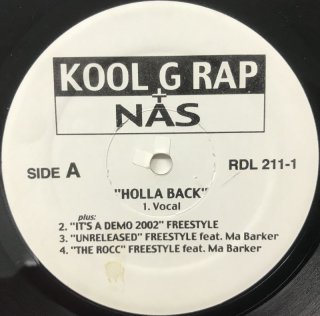 KOOL G RAP
+
NAS
SIDE A
RDL 211-1
"HOLLA BACK"
1. Vocal
plus:
2. "IT'S A DEMO 2002" FREESTYLE
3. "UNRELEASED" FREESTYLE feat. Ma Barker
4. "THE ROCC" FREESTYLE feat. Ma Barker